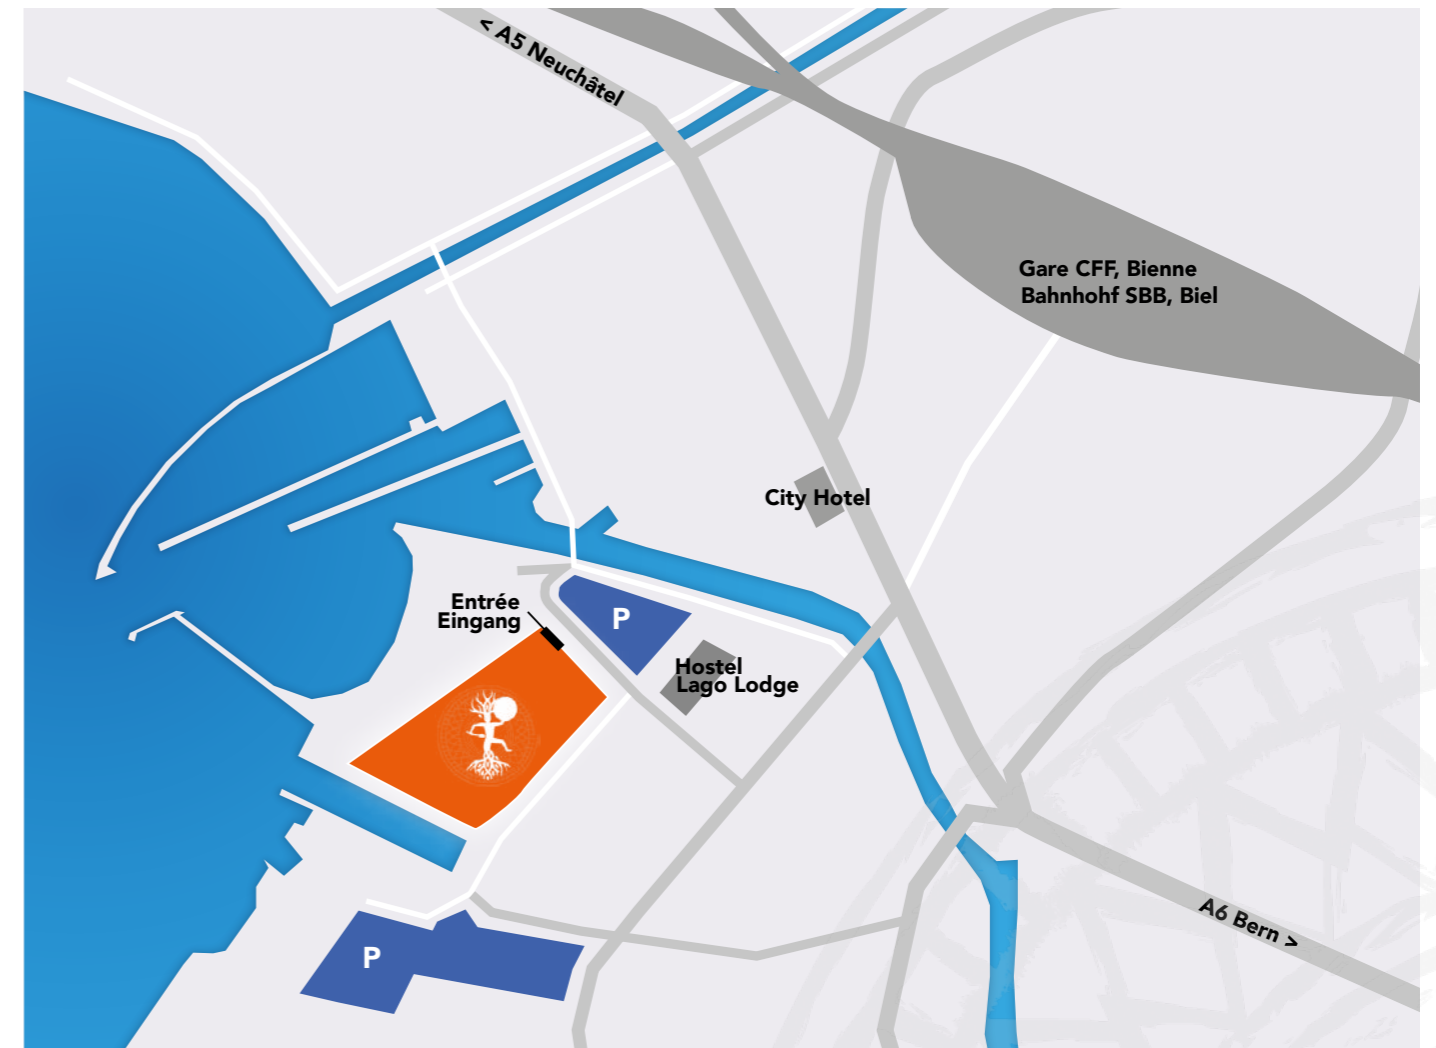 < A5 Neuchâtel
Gare CFF, Bienne
Bahnhohf SBB, Biel
City Hotel
Entrée
Eingang
P
Hostel
Lago Lodge
A6 Bern >
P